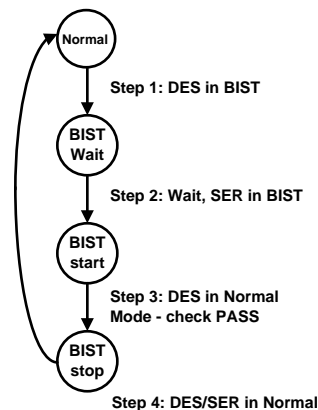 Normal
Step 1: DES in BIST
BIST
Wait
Step 2: Wait, SER in BIST
BIST
start
Step 3: DES in Normal
Mode - check PASS
BIST
stop
Step 4: DES/SER in Normal